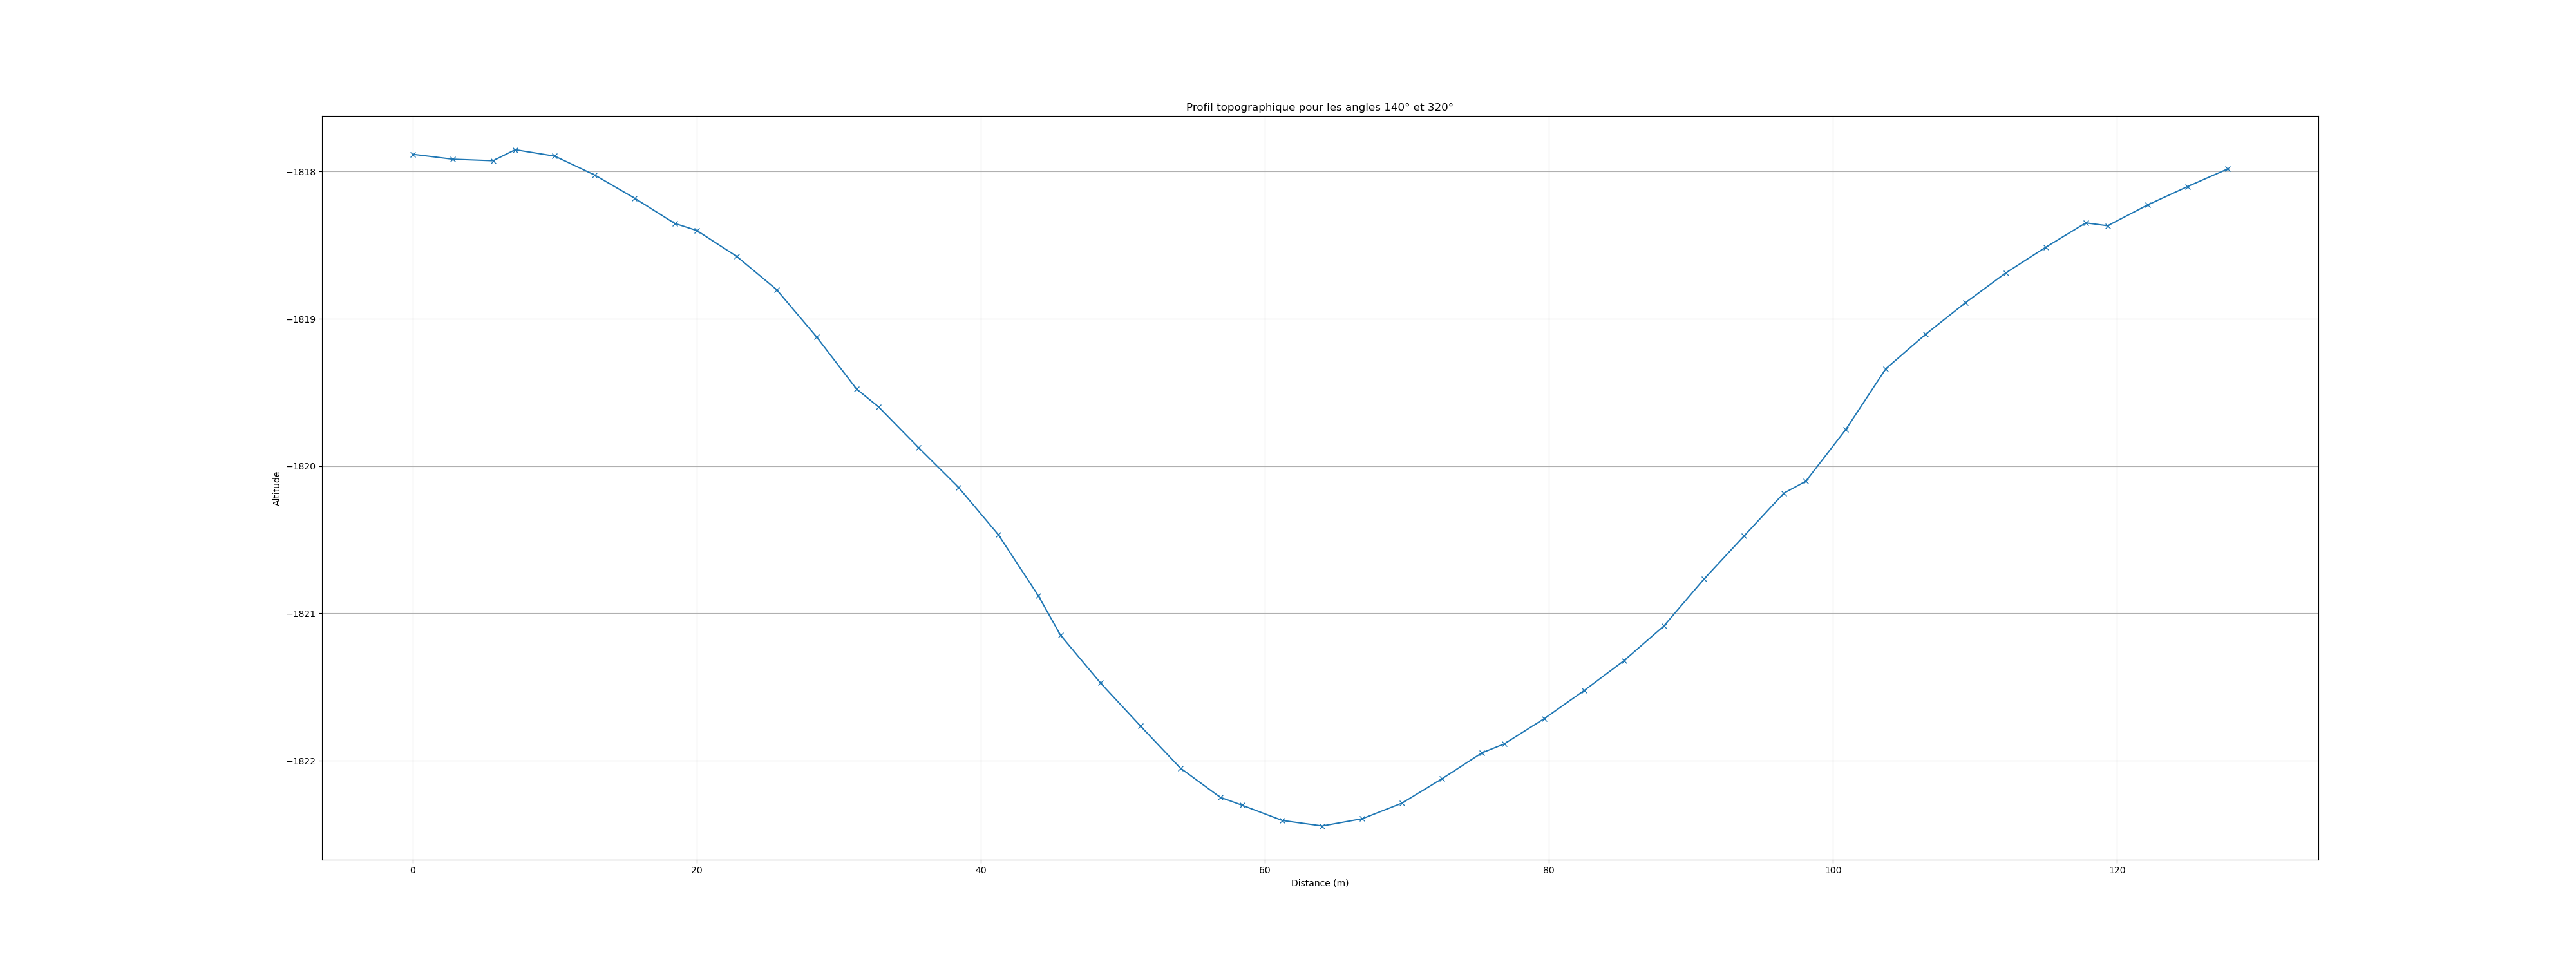 Profil topographique pour les angles 140° et 320°
Altitude
−1818
−1819
−1820
−1821
−1822
0 20 40 60 80 100 120
Distance (m)